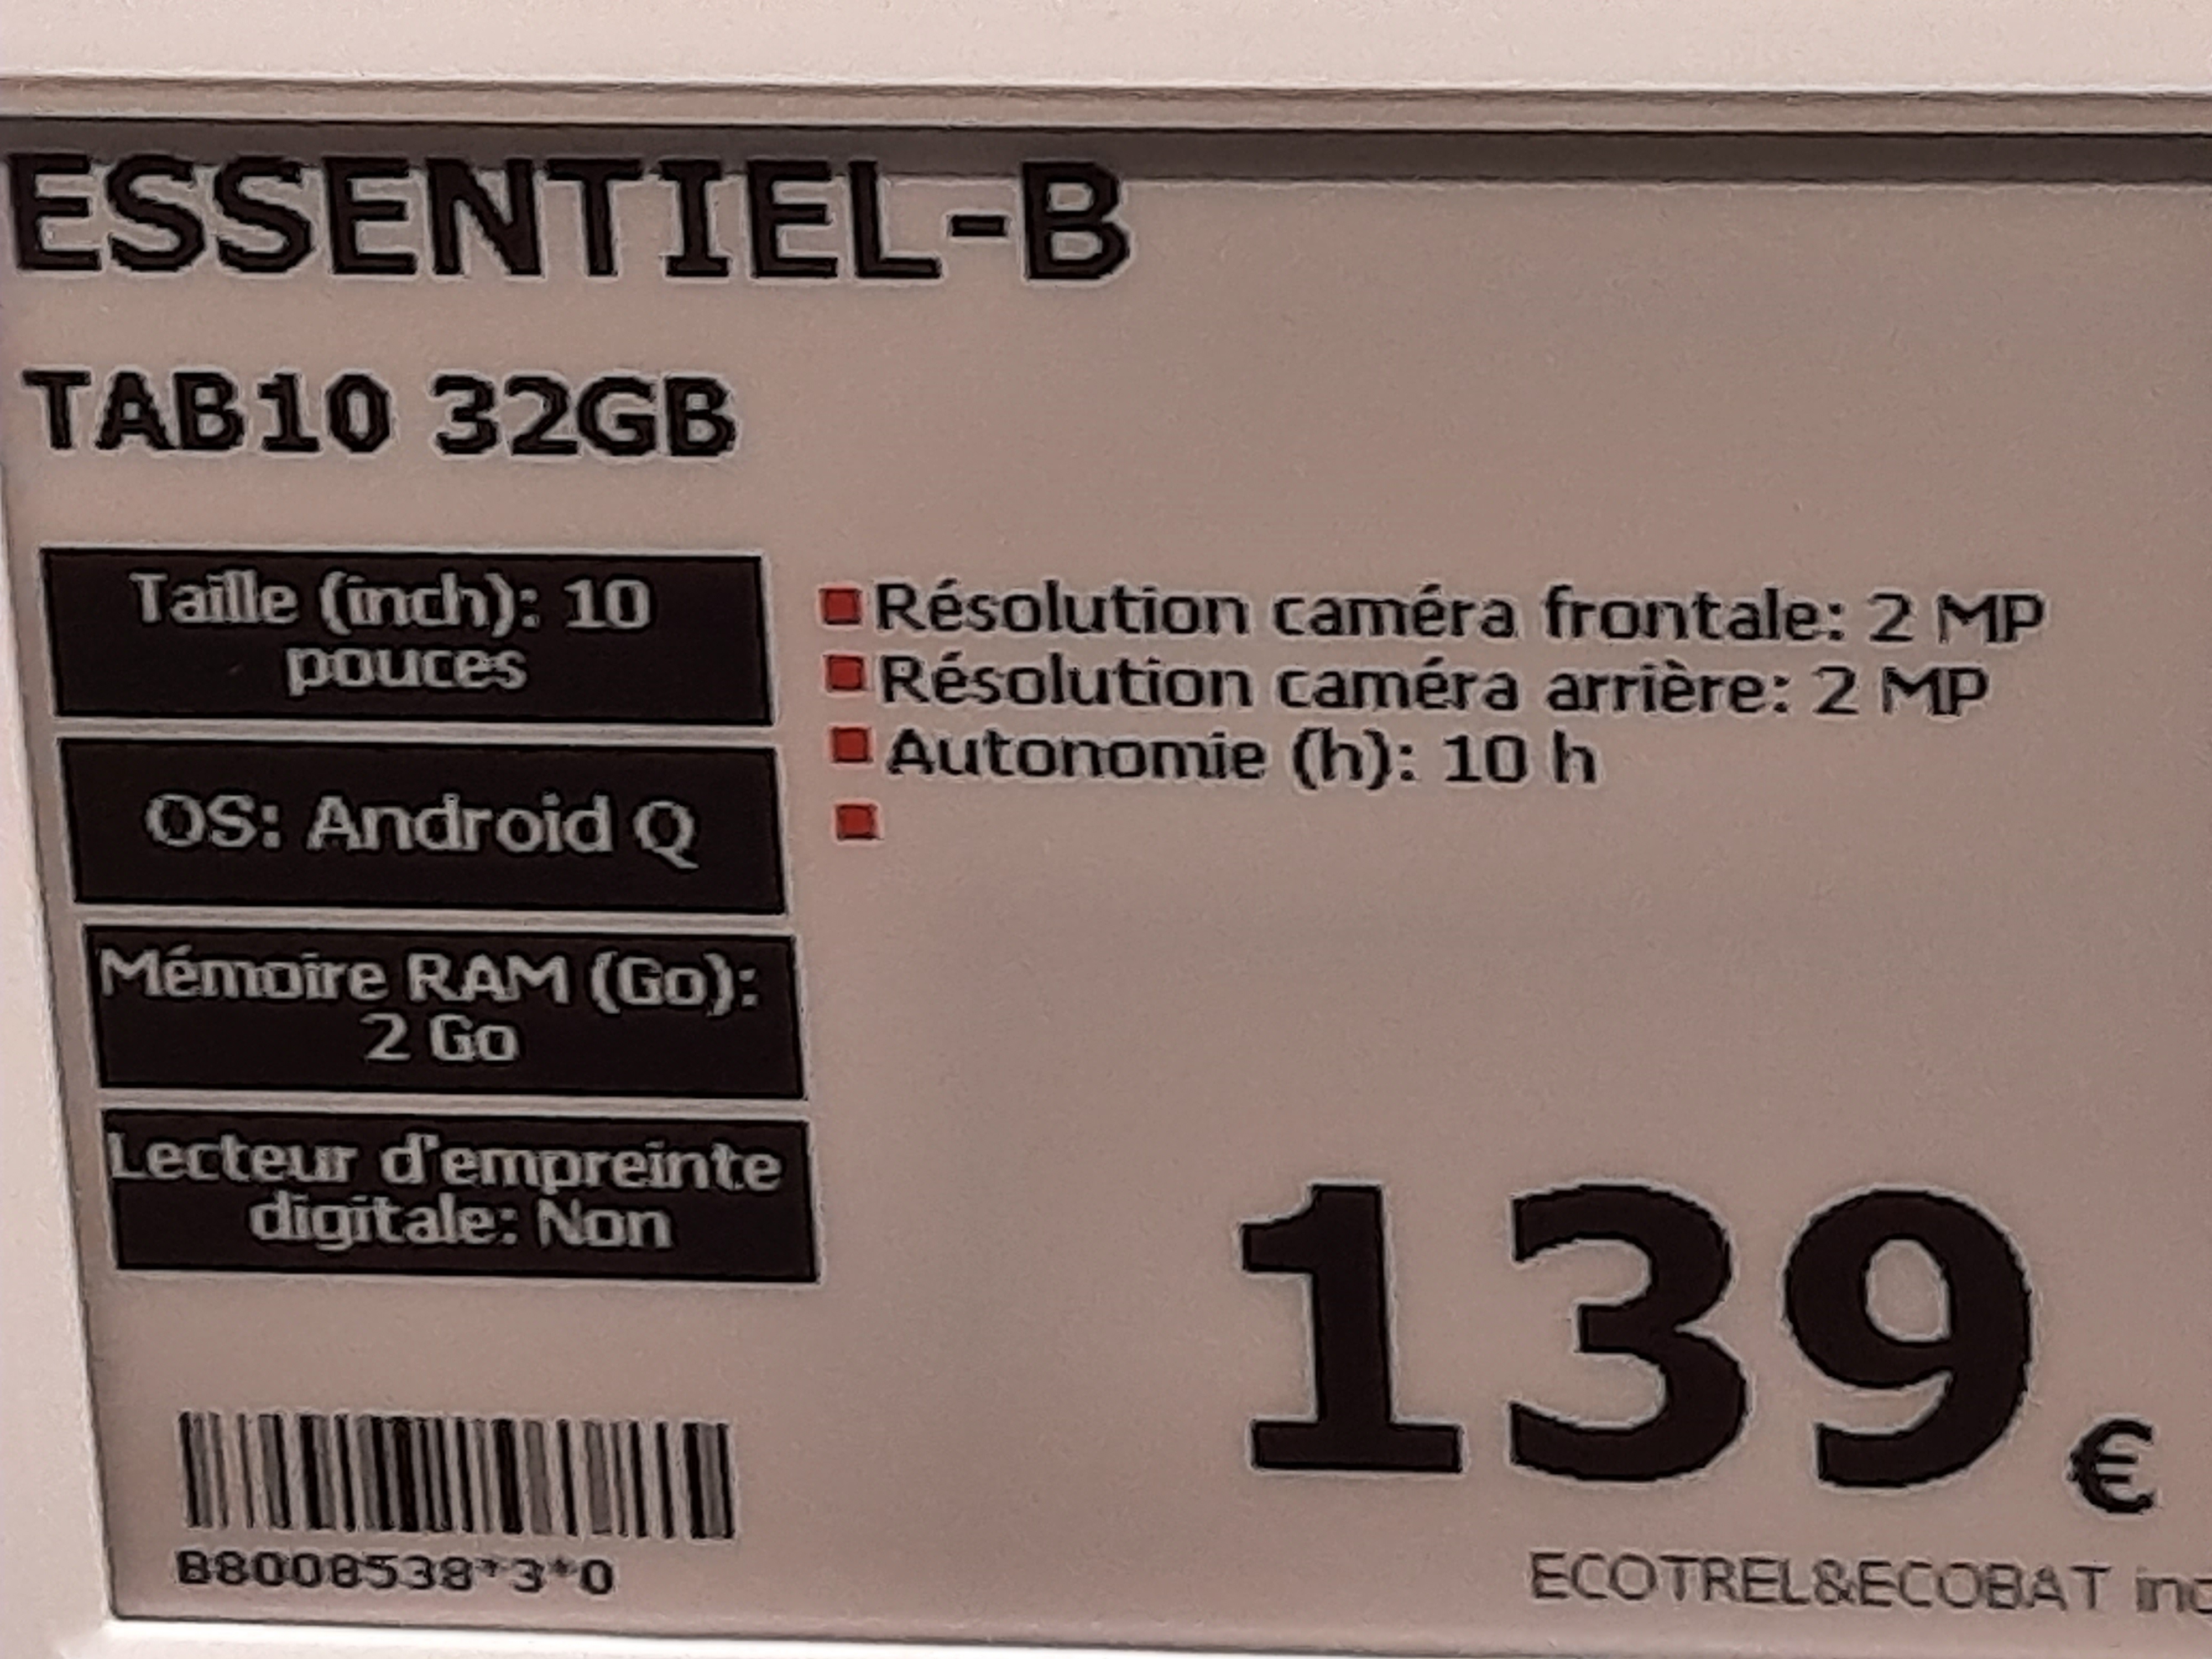 ESSENTIEL-B
TAB10 32GB
Taille (inch): 10
pouces
OS: Android Q
Mémoire RAM (Go):
2 Go
Lecteur d'empreinte
digitale: Non
Résolution caméra frontale: 2 MP
Résolution caméra arrière: 2 MP
Autonomie (h): 10 h
139 €
ECOTREL&ECOBAT inc
B8008538*3*0